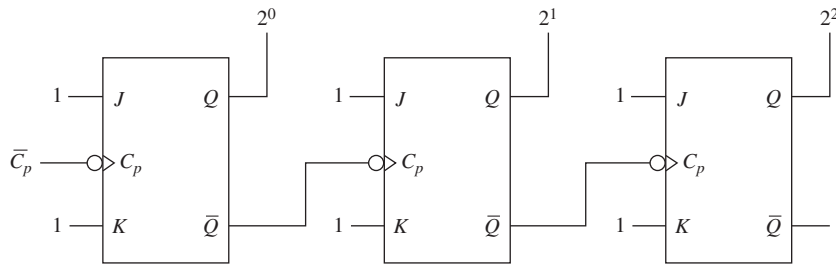 2⁰ 2¹ 2²
1 J Q 1 J Q 1 J Q
C̅ₚ Cₚ Cₚ Cₚ
1 K Q̅ 1 K Q̅ 1 K Q̅